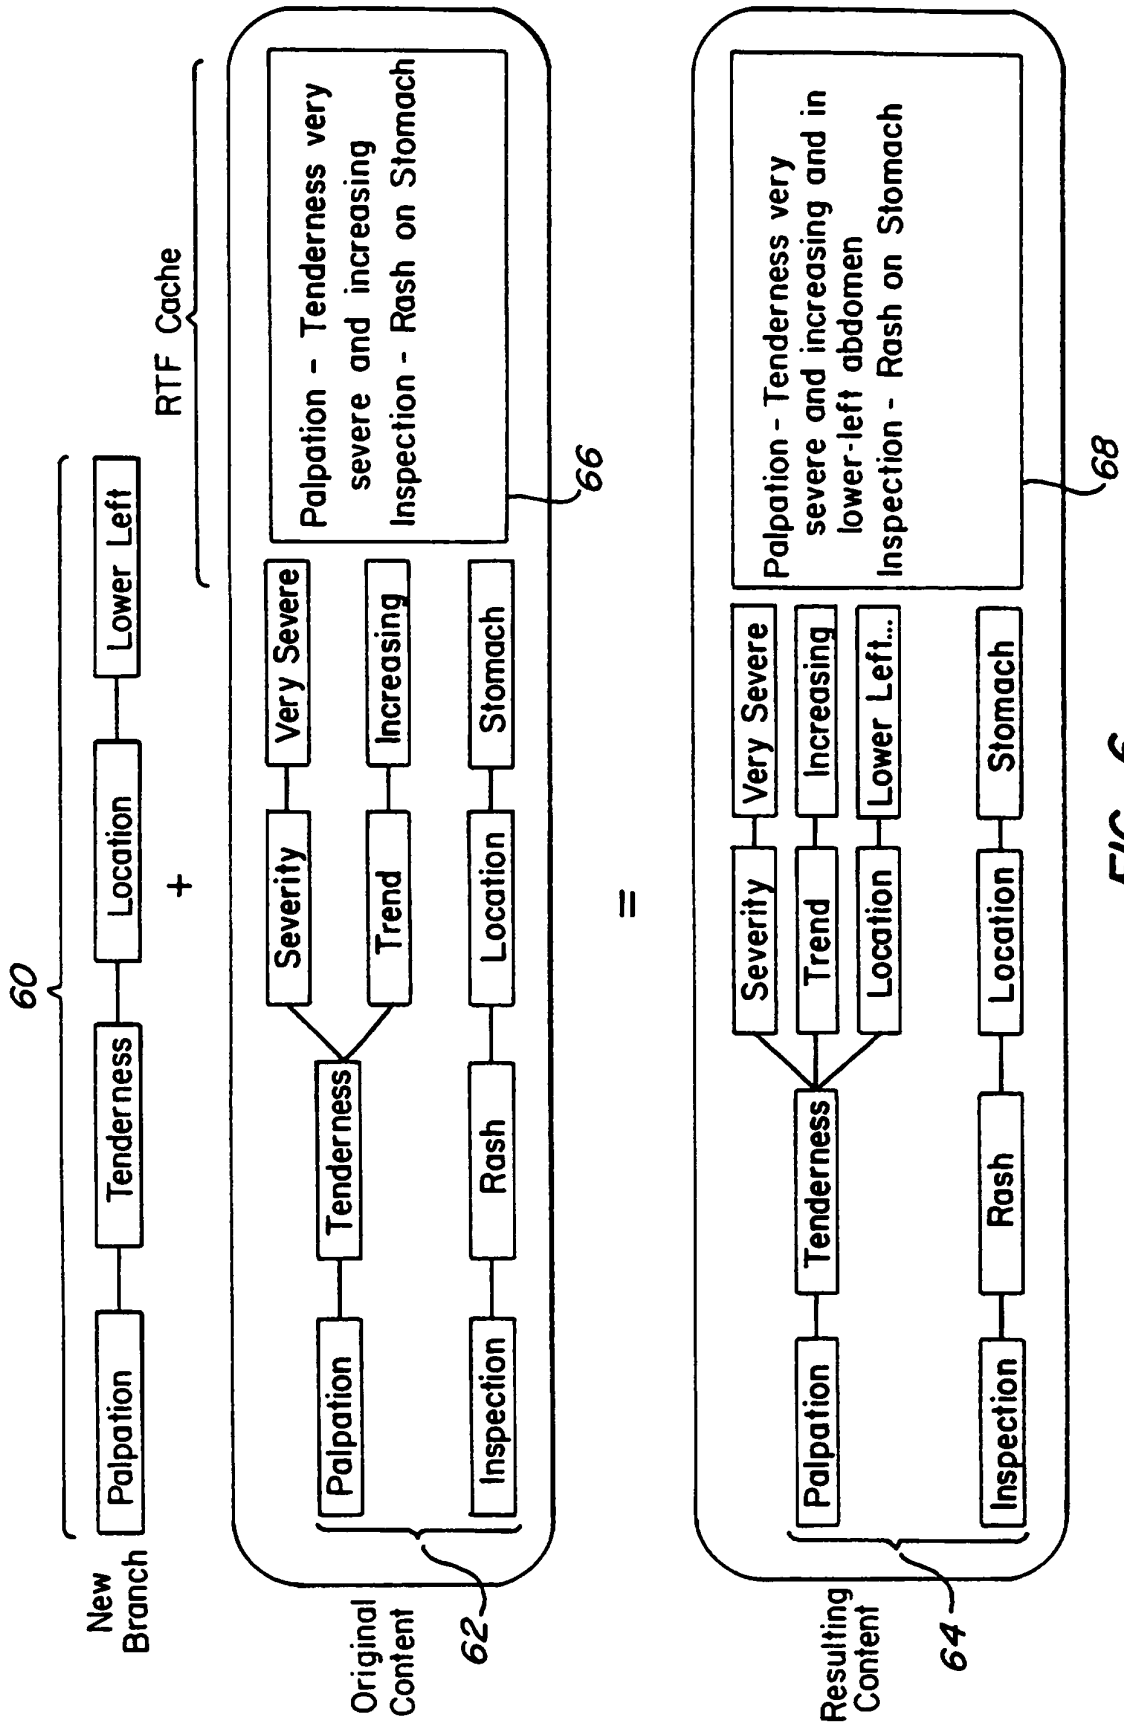 60
New
Branch
Palpation
Tenderness
Location
Lower Left
+
RTF Cache
Original
Content
62
Palpation
Tenderness
Severity
Very Severe
Trend
Increasing
Inspection
Rash
Location
Stomach
Palpation - Tenderness very
severe and increasing
Inspection - Rash on Stomach
66
=
Resulting
Content
64
Palpation
Tenderness
Severity
Very Severe
Trend
Increasing
Location
Lower Left...
Inspection
Rash
Location
Stomach
Palpation - Tenderness very
severe and increasing and in
lower-left abdomen
Inspection - Rash on Stomach
68